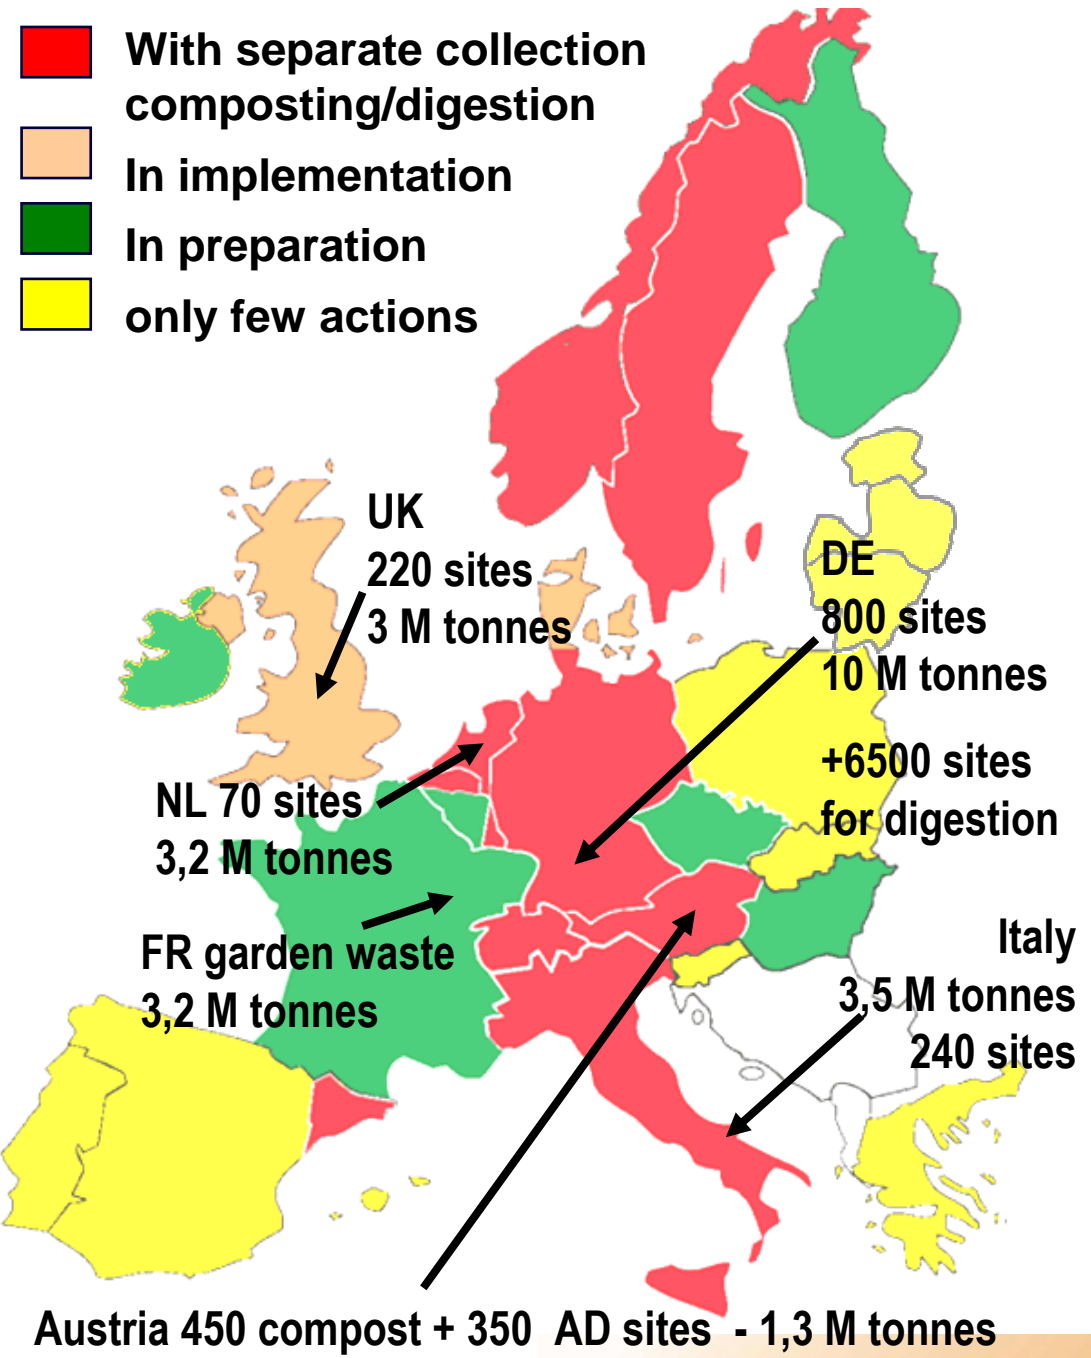 With separate collection
composting/digestion
In implementation
In preparation
only few actions
UK
220 sites
3 M tonnes
DE
800 sites
10 M tonnes
+6500 sites
for digestion
NL 70 sites
3,2 M tonnes
FR garden waste
3,2 M tonnes
Italy
3,5 M tonnes
240 sites
Austria 450 compost + 350 AD sites - 1,3 M tonnes